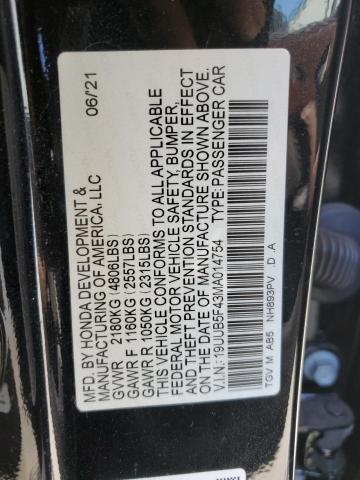 MFD. BY HONDA DEVELOPMENT &
MANUFACTURING OF AMERICA, LLC 06/'21
GVWR 2180KG (4806LBS)
GAWR F 1160KG (2557LBS)
GAWR R 1050KG (2315LBS)
THIS VEHICLE CONFORMS TO ALL APPLICABLE
FEDERAL MOTOR VEHICLE SAFETY, BUMPER,
AND THEFT PREVENTION STANDARDS IN EFFECT
ON THE DATE OF MANUFACTURE SHOWN ABOVE.
V.I.N.: 19UUB5F43MA014754 TYPE: PASSENGER CAR
TGV M AB5 NH893PV .D A